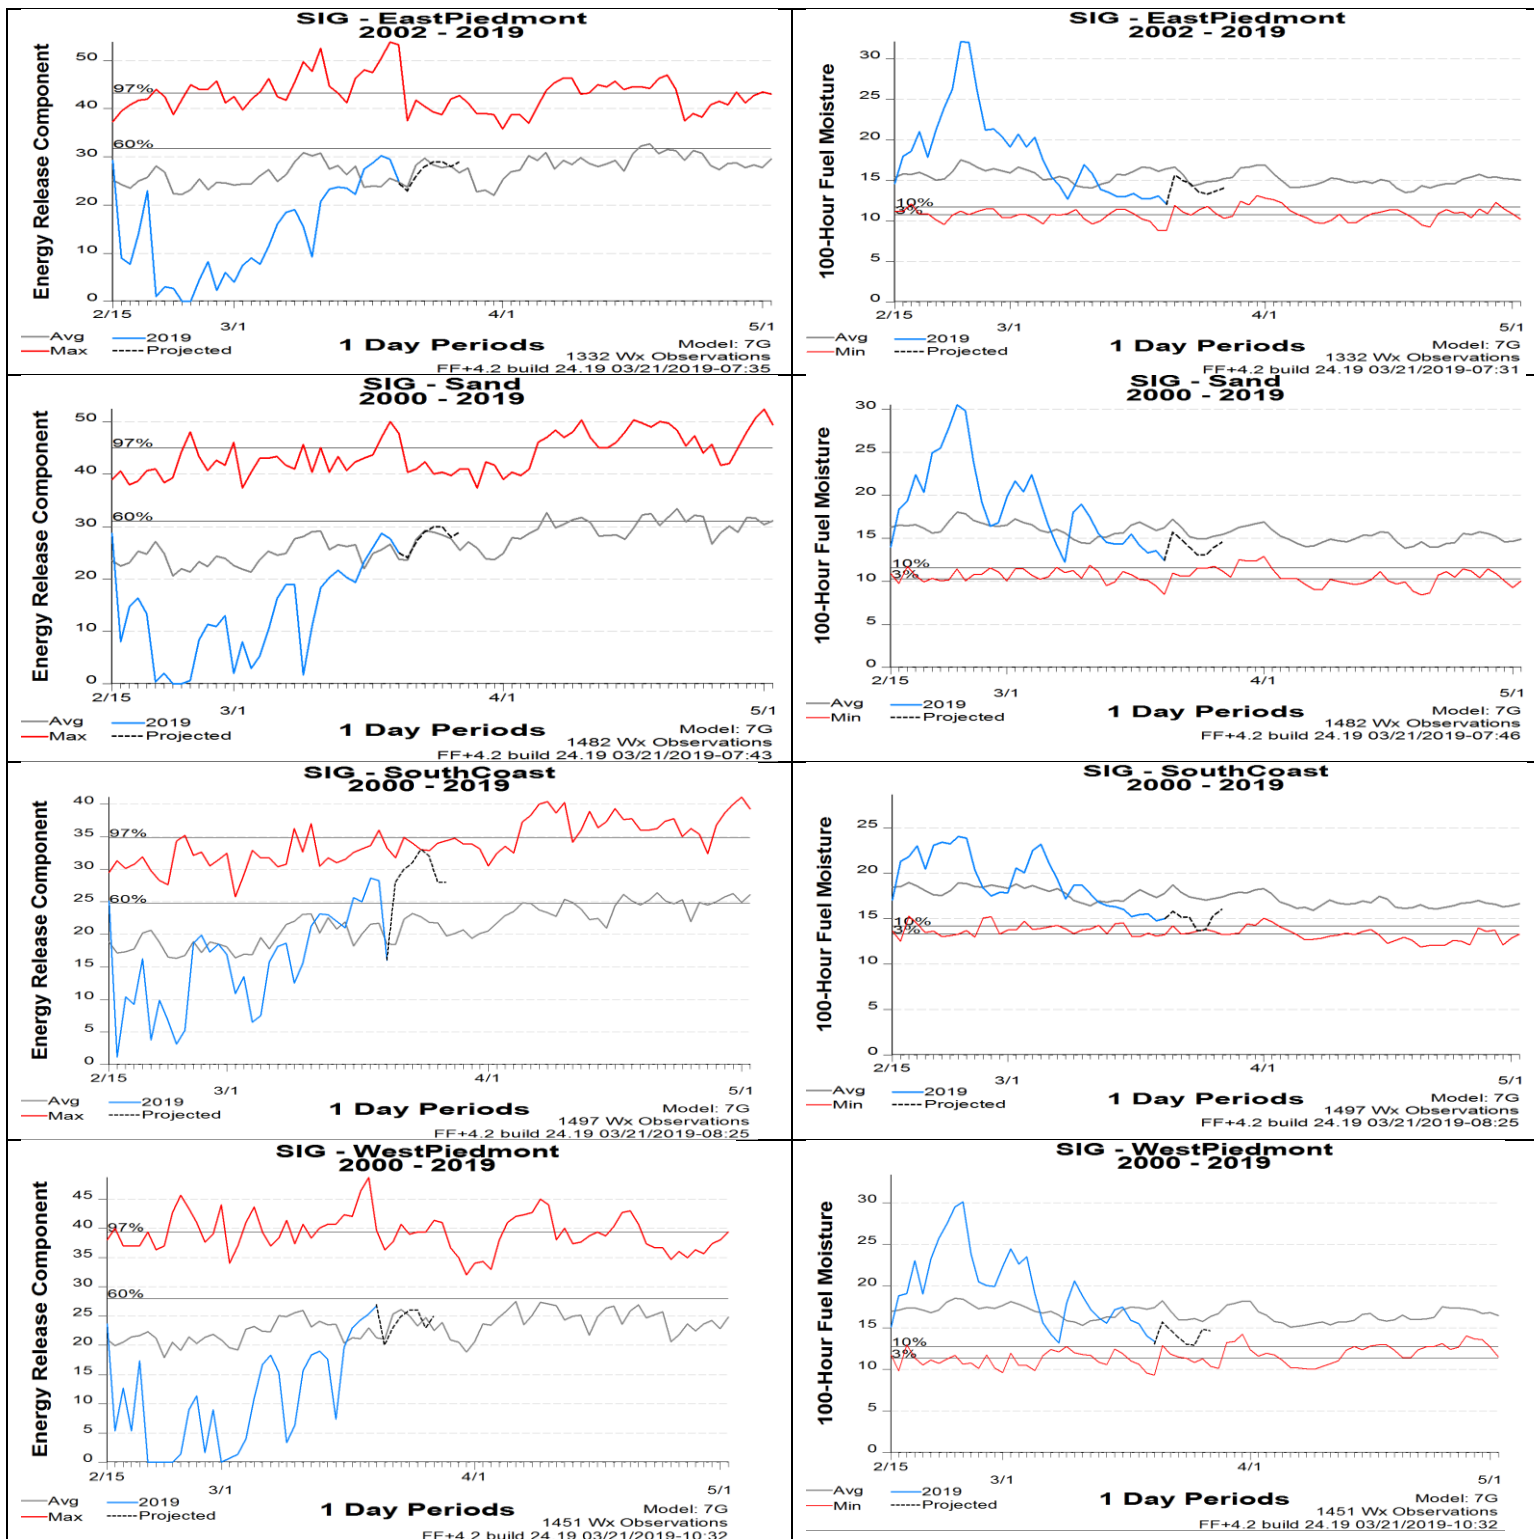 SIG - EastPiedmont
2002 - 2019
Energy Release Component
50
97%
40
60%
30
20
10
0
2/15
3/1
4/1
5/1
Avg
2019
Max
Projected
1 Day Periods
Model: 7G
1332 Wx Observations
FF+4.2 build 24.19 03/21/2019-07:35
SIG - EastPiedmont
2002 - 2019
100-Hour Fuel Moisture
30
25
20
15
10%
3%
10
5
0
2/15
3/1
4/1
5/1
Avg
2019
Min
Projected
1 Day Periods
Model: 7G
1332 Wx Observations
FF+4.2 build 24.19 03/21/2019-07:31
SIG - Sand
2000 - 2019
Energy Release Component
50
97%
40
60%
30
20
10
0
2/15
3/1
4/1
5/1
Avg
2019
Max
Projected
1 Day Periods
Model: 7G
1482 Wx Observations
FF+4.2 build 24.19 03/21/2019-07:43
SIG - Sand
2000 - 2019
100-Hour Fuel Moisture
30
25
20
15
10%
3%
10
5
0
2/15
3/1
4/1
5/1
Avg
2019
Min
Projected
1 Day Periods
Model: 7G
1482 Wx Observations
FF+4.2 build 24.19 03/21/2019-07:46
SIG - SouthCoast
2000 - 2019
Energy Release Component
40
35
97%
30
25
60%
20
15
10
5
0
2/15
3/1
4/1
5/1
Avg
2019
Max
Projected
1 Day Periods
Model: 7G
1497 Wx Observations
FF+4.2 build 24.19 03/21/2019-08:25
SIG - SouthCoast
2000 - 2019
100-Hour Fuel Moisture
25
20
15
10%
3%
10
5
0
2/15
3/1
4/1
5/1
Avg
2019
Min
Projected
1 Day Periods
Model: 7G
1497 Wx Observations
FF+4.2 build 24.19 03/21/2019-08:25
SIG - WestPiedmont
2000 - 2019
Energy Release Component
45
40
97%
35
30
60%
25
20
15
10
5
0
2/15
3/1
4/1
5/1
Avg
2019
Max
Projected
1 Day Periods
Model: 7G
1451 Wx Observations
FF+4.2 build 24.19 03/21/2019-10:32
SIG - WestPiedmont
2000 - 2019
100-Hour Fuel Moisture
30
25
20
15
10%
3%
10
5
0
2/15
3/1
4/1
5/1
Avg
2019
Min
Projected
1 Day Periods
Model: 7G
1451 Wx Observations
FF+4.2 build 24.19 03/21/2019-10:32